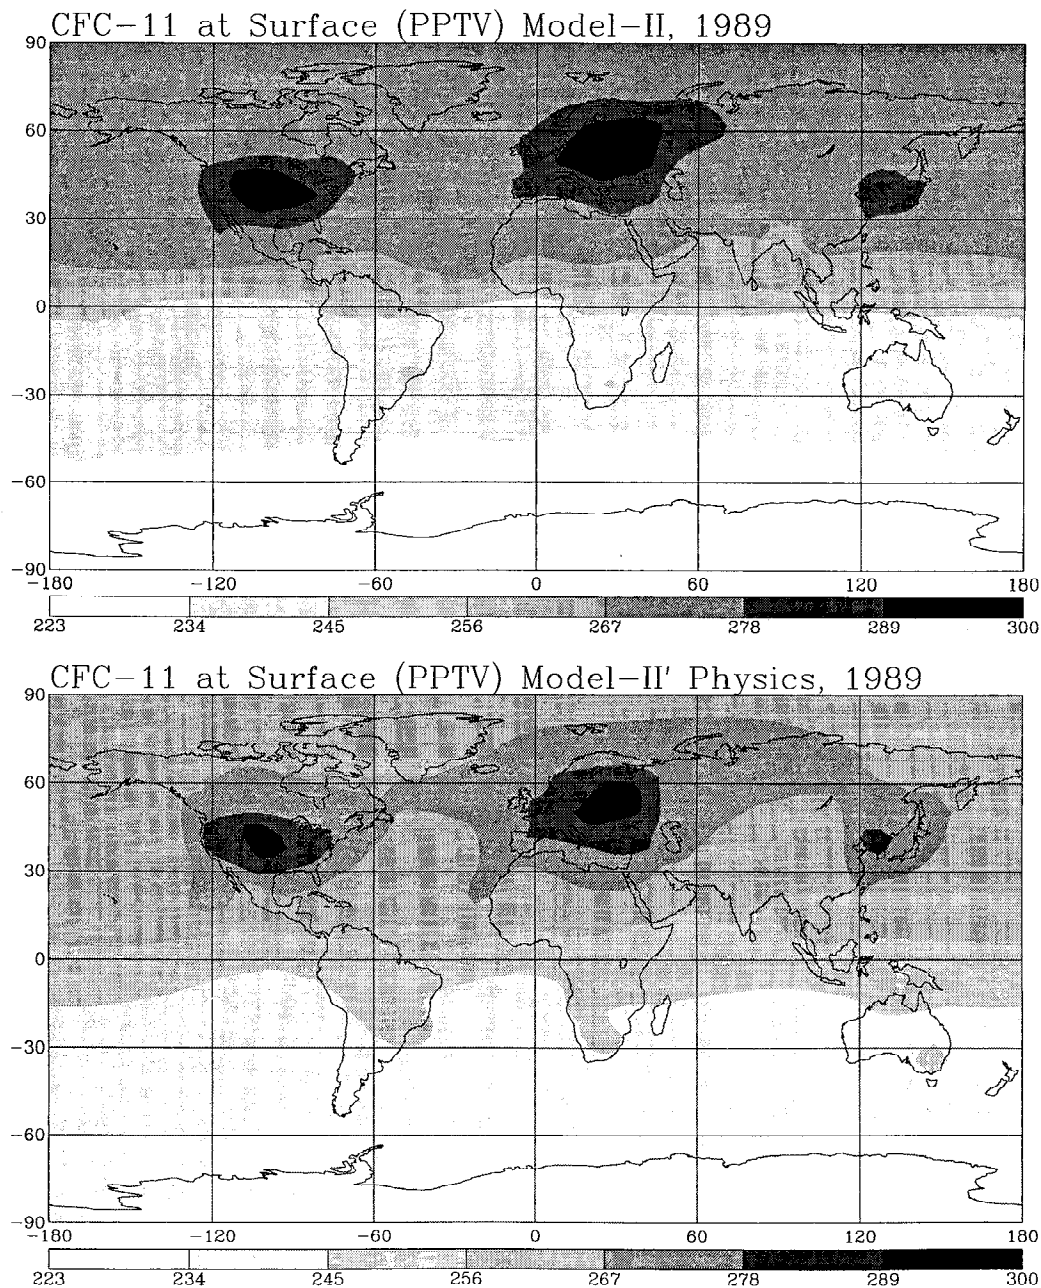 CFC-11 at Surface (PPTV) Model-II, 1989
90
60
30
0
-30
-60
-90
-180 -120 -60 0 60 120 180
223 234 245 256 267 278 289 300
CFC-11 at Surface (PPTV) Model-II' Physics, 1989
90
60
30
0
-30
-60
-90
-180 -120 -60 0 60 120 180
223 234 245 256 267 278 289 300